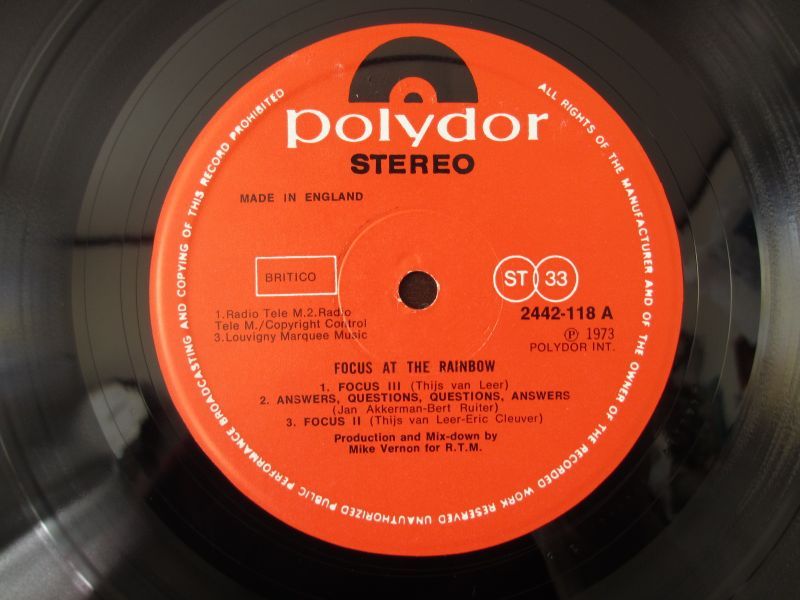 polydor
STEREO
MADE IN ENGLAND
BRITICO
ST 33
1.Radio Tele M.2.Radio
Tele M./Copyright Control
3.Louvigny Marquee Music
2442-118 A
Ⓟ 1973
POLYDOR INT.
FOCUS AT THE RAINBOW
1. FOCUS III (Thijs van Leer)
2. ANSWERS, QUESTIONS, QUESTIONS, ANSWERS
(Jan Akkerman-Bert Ruiter)
3. FOCUS II (Thijs van Leer-Eric Cleuver)
Production and Mix-down by
Mike Vernon for R.T.M.
ALL RIGHTS OF THE MANUFACTURER AND OF THE OWNER OF THE RECORDED WORK RESERVED UNAUTHORIZED PUBLIC PERFORMANCE BROADCASTING AND COPYING OF THIS RECORD PROHIBITED